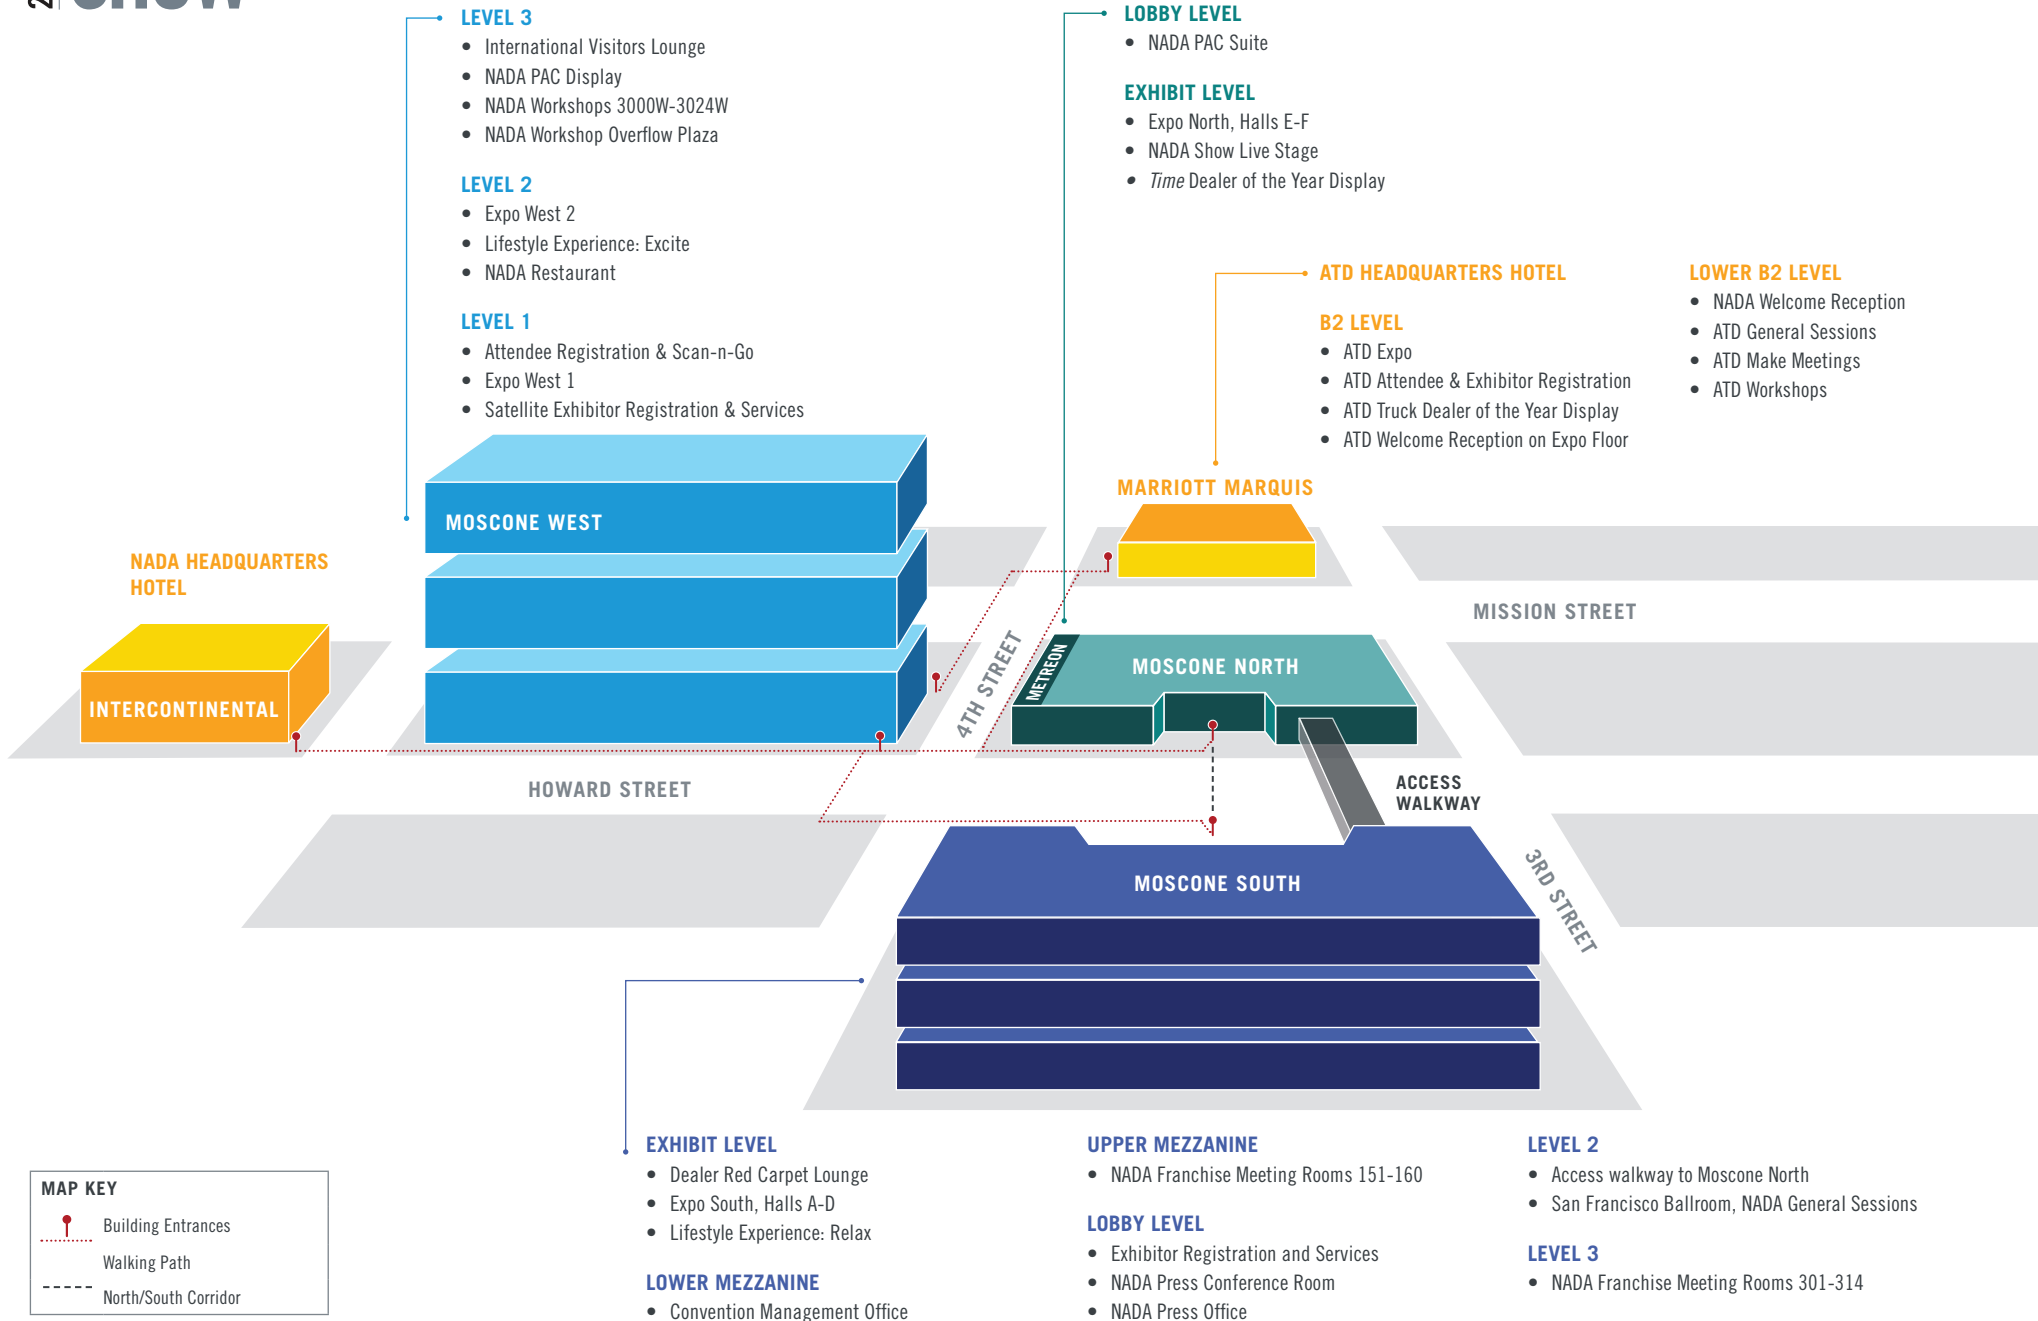 LEVEL 3
• International Visitors Lounge
• NADA PAC Display
• NADA Workshops 3000W-3024W
• NADA Workshop Overflow Plaza
LEVEL 2
• Expo West 2
• Lifestyle Experience: Excite
• NADA Restaurant
LEVEL 1
• Attendee Registration & Scan-n-Go
• Expo West 1
• Satellite Exhibitor Registration & Services
LOBBY LEVEL
• NADA PAC Suite
EXHIBIT LEVEL
• Expo North, Halls E-F
• NADA Show Live Stage
• Time Dealer of the Year Display
ATD HEADQUARTERS HOTEL
B2 LEVEL
• ATD Expo
• ATD Attendee & Exhibitor Registration
• ATD Truck Dealer of the Year Display
• ATD Welcome Reception on Expo Floor
LOWER B2 LEVEL
• NADA Welcome Reception
• ATD General Sessions
• ATD Make Meetings
• ATD Workshops
MARRIOTT MARQUIS
MOSCONE WEST
NADA HEADQUARTERS
HOTEL
INTERCONTINENTAL
MISSION STREET
4TH STREET
METREON
MOSCONE NORTH
HOWARD STREET
ACCESS
WALKWAY
MOSCONE SOUTH
3RD STREET
EXHIBIT LEVEL
• Dealer Red Carpet Lounge
• Expo South, Halls A-D
• Lifestyle Experience: Relax
LOWER MEZZANINE
• Convention Management Office
UPPER MEZZANINE
• NADA Franchise Meeting Rooms 151-160
LOBBY LEVEL
• Exhibitor Registration and Services
• NADA Press Conference Room
• NADA Press Office
LEVEL 2
• Access walkway to Moscone North
• San Francisco Ballroom, NADA General Sessions
LEVEL 3
• NADA Franchise Meeting Rooms 301-314
MAP KEY
Building Entrances
Walking Path
North/South Corridor